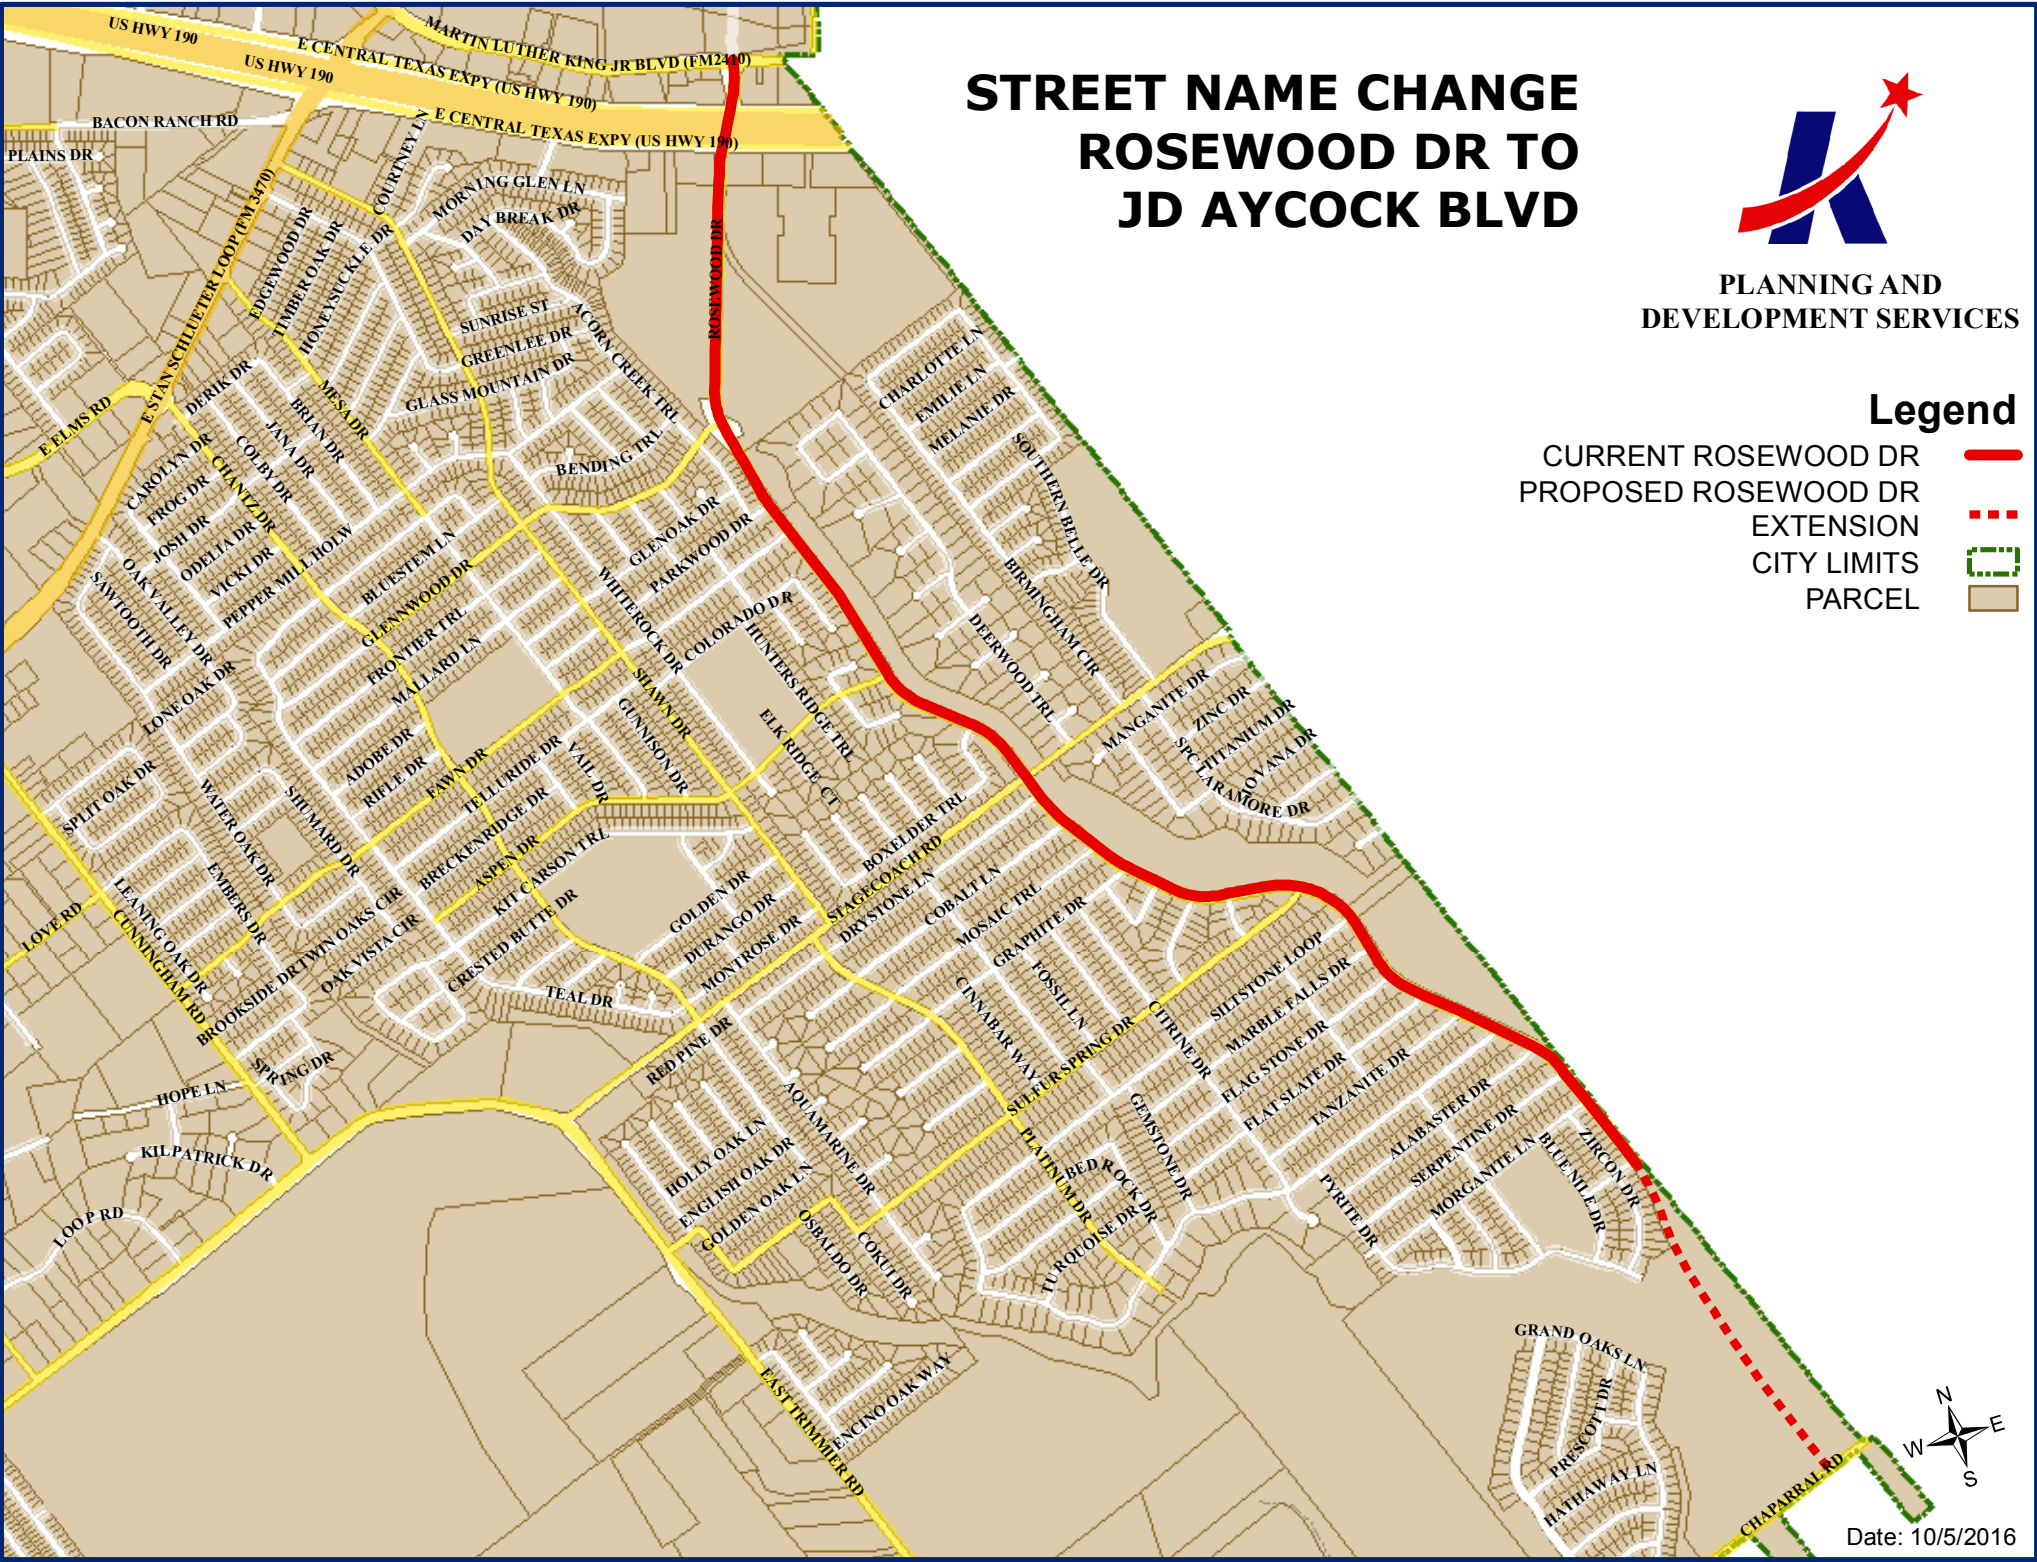 STREET NAME CHANGE
ROSEWOOD DR TO
JD AYCOCK BLVD
PLANNING AND
DEVELOPMENT SERVICES
Legend
CURRENT ROSEWOOD DR
PROPOSED ROSEWOOD DR
EXTENSION
CITY LIMITS
PARCEL
US HWY 190
MARTIN LUTHER KING JR BLVD (FM2410)
E CENTRAL TEXAS EXPY (US HWY 190)
US HWY 190
E CENTRAL TEXAS EXPY (US HWY 190)
BACON RANCH RD
PLAINS DR
COURTNEY LN
MORNING GLEN LN
DAY BREAK DR
E STAN SCHLUETER LOOP (FM 3470)
EDGEWOOD DR
TIMBER OAK DR
HONEYSUCKLE DR
ROSEWOOD DR
SUNRISE ST
GREENLEE DR
GLASS MOUNTAIN DR
ACORN CREEK TRL
CHARLOTTE LN
EMILIE LN
MELANIE DR
SOUTHERN BELLE DR
E ELMS RD
DERIK DR
MESA DR
BRIAN DR
JANA DR
COLBY DR
CAROLYN DR
CHANTZ DR
FROG DR
BENDING TRL
JOSH DR
ODELIA DR
VICKI DR
PEPPER MILL HOLW
BLUESTEM LN
GLENOAK DR
PARKWOOD DR
OAK VALLEY DR
SAWTOOTH DR
GLENNWOOD DR
WHITEROCK DR
COLORADO DR
BIRMINGHAM CIR
DEERWOOD TRL
FRONTIER TRL
MALLARD LN
HUNTERS RIDGE TRL
LONE OAK DR
SHAWN DR
GUNNISON DR
ELK RIDGE CT
MANGANITE DR
ZINC DR
TITANIUM DR
JOVANA DR
SPC LARAMORE DR
ADOBE DR
RIFLE DR
FAWN DR
TELLURIDE DR
VAIL DR
SPLIT OAK DR
WATER OAK DR
SHUMARD DR
BRECKENRIDGE DR
ASPEN DR
KIT CARSON TRL
BOXELDER TRL
STAGECOACH RD
EMBERS DR
LEANING OAK DR
LOVE RD
CUNNINGHAM RD
TWIN OAKS CIR
BROOKSIDE DR
OAK VISTA CIR
CRESTED BUTTE DR
GOLDEN DR
DURANGO DR
MONTROSE DR
DRYSTONE LN
COBALT LN
MOSAIC TRL
GRAPHITE DR
TEAL DR
FOSSIL LN
CINNABAR WAY
CITRINE DR
SILTSTONE LOOP
MARBLE FALLS DR
FLAG STONE DR
FLAT SLATE DR
TANZANITE DR
RED PINE DR
SULFUR SPRING DR
SPRING DR
HOPE LN
KILPATRICK DR
LOOP RD
AQUAMARINE DR
HOLLY OAK LN
ENGLISH OAK DR
GOLDEN OAK LN
GEMSTONE DR
PLATINUM DR
BED ROCK DR
TURQUOISE DR
ALABASTER DR
SERPENTINE DR
MORGANITE LN
BLUE NILE DR
ZIRCON DR
PYRITE DR
OSBALDO DR
COKUI DR
EAST TRIMMIER RD
ENCINO OAK WAY
GRAND OAKS LN
PRESCOTT DR
HATHAWAY LN
CHAPARRAL RD
N
E
W
S
Date: 10/5/2016